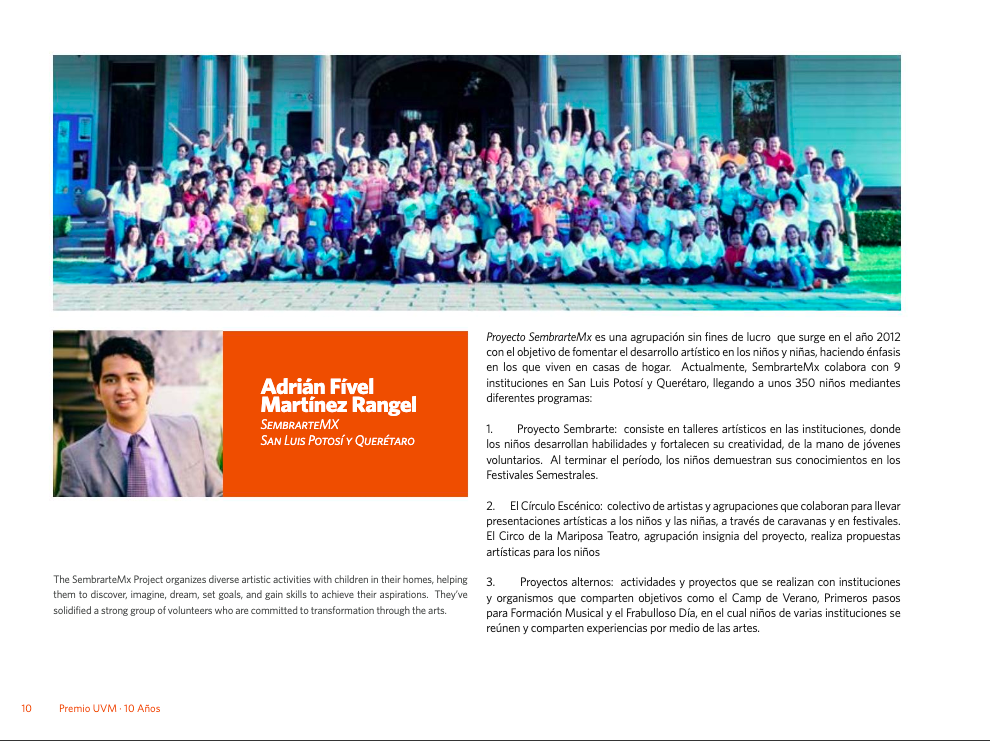 Adrián Fível
Martínez Rangel
SembrarteMX
San Luis Potosí y Querétaro
The SembrarteMx Project organizes diverse artistic activities with children in their homes, helping
them to discover, imagine, dream, set goals, and gain skills to achieve their aspirations. They've
solidified a strong group of volunteers who are committed to transformation through the arts.
Proyecto SembrarteMx es una agrupación sin fines de lucro que surge en el año 2012
con el objetivo de fomentar el desarrollo artístico en los niños y niñas, haciendo énfasis
en los que viven en casas de hogar. Actualmente, SembrarteMx colabora con 9
instituciones en San Luis Potosí y Querétaro, llegando a unos 350 niños mediantes
diferentes programas:
1. Proyecto Sembrarte: consiste en talleres artísticos en las instituciones, donde
los niños desarrollan habilidades y fortalecen su creatividad, de la mano de jóvenes
voluntarios. Al terminar el período, los niños demuestran sus conocimientos en los
Festivales Semestrales.
2. El Círculo Escénico: colectivo de artistas y agrupaciones que colaboran para llevar
presentaciones artísticas a los niños y las niñas, a través de caravanas y en festivales.
El Circo de la Mariposa Teatro, agrupación insignia del proyecto, realiza propuestas
artísticas para los niños
3. Proyectos alternos: actividades y proyectos que se realizan con instituciones
y organismos que comparten objetivos como el Camp de Verano, Primeros pasos
para Formación Musical y el Frabulloso Día, en el cual niños de varias instituciones se
reúnen y comparten experiencias por medio de las artes.
10 Premio UVM · 10 Años